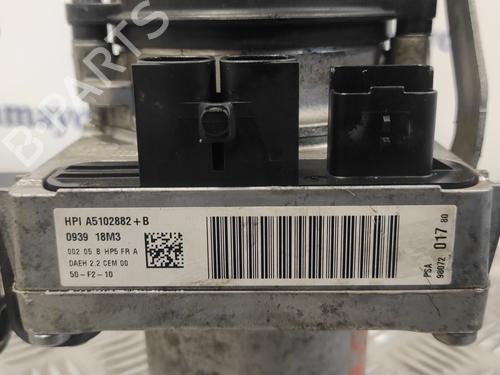 B-PARTS
HPI A5102882+B
0939 18M3
002 05 B HP5 FR A
DAEH 2.2 CEM 00
50-F2-10
PSA
98072 017 80